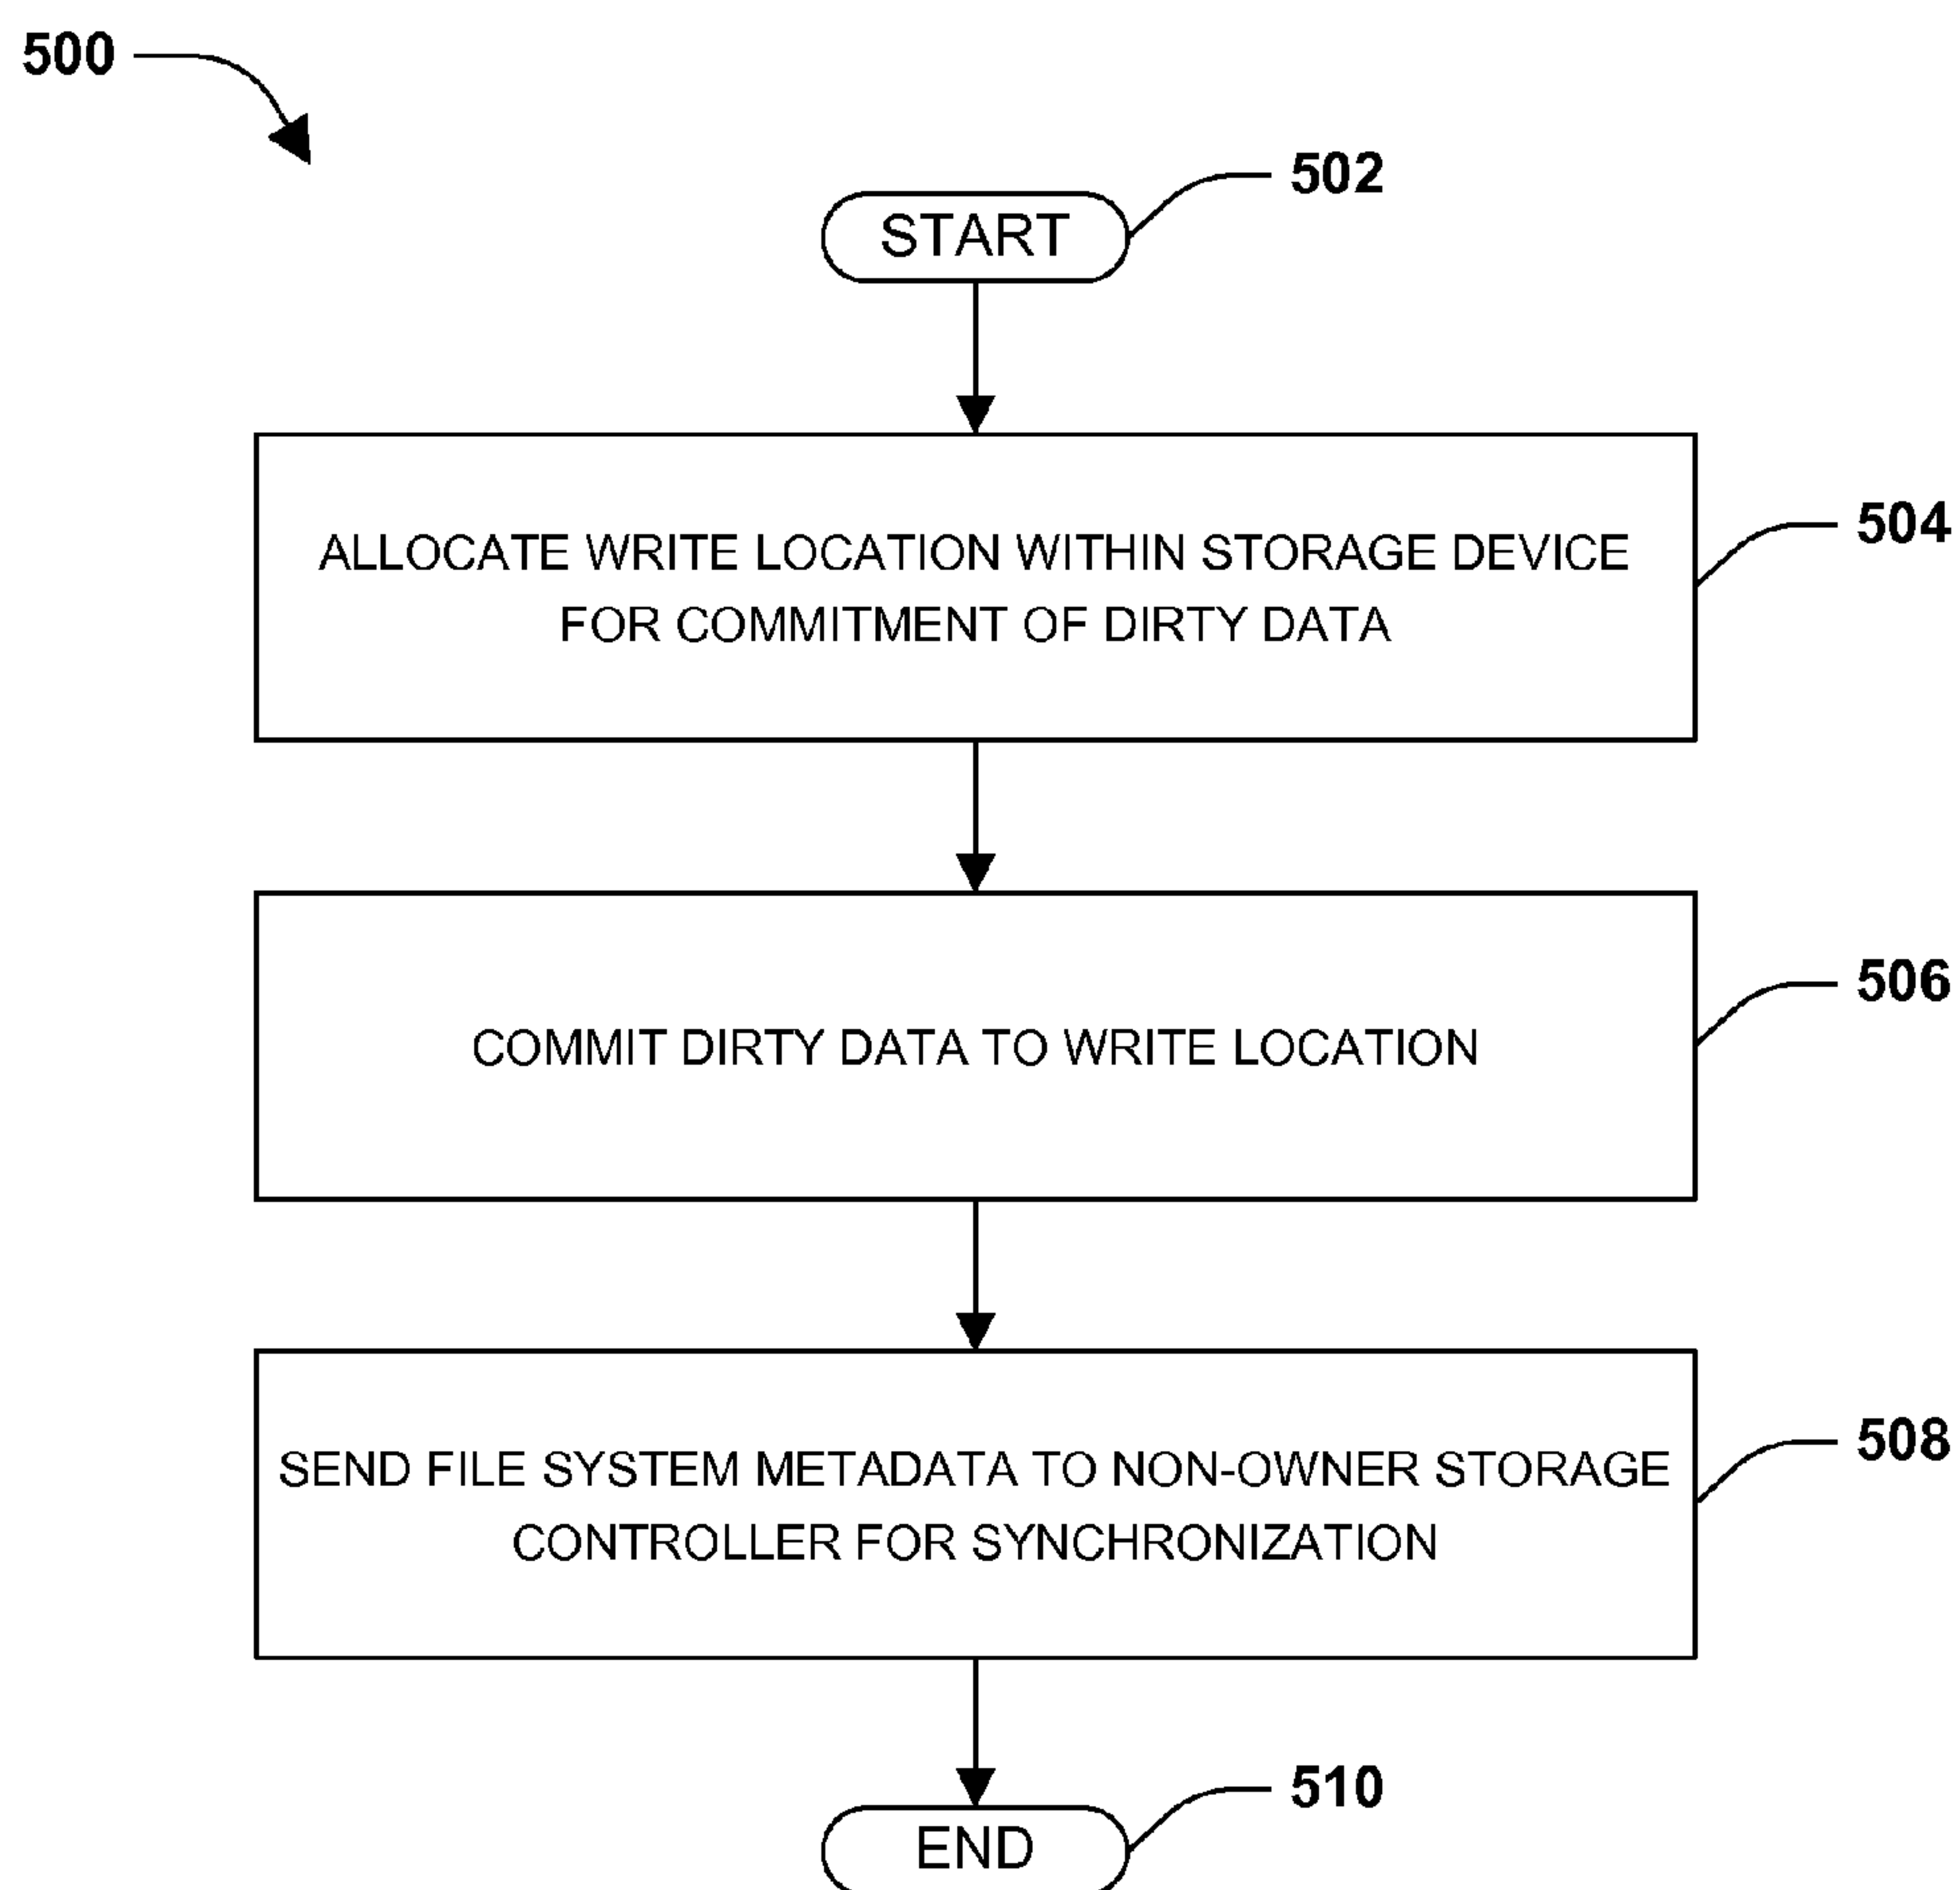 500
502
START
504
ALLOCATE WRITE LOCATION WITHIN STORAGE DEVICE
FOR COMMITMENT OF DIRTY DATA
506
COMMIT DIRTY DATA TO WRITE LOCATION
508
SEND FILE SYSTEM METADATA TO NON-OWNER STORAGE
CONTROLLER FOR SYNCHRONIZATION
510
END